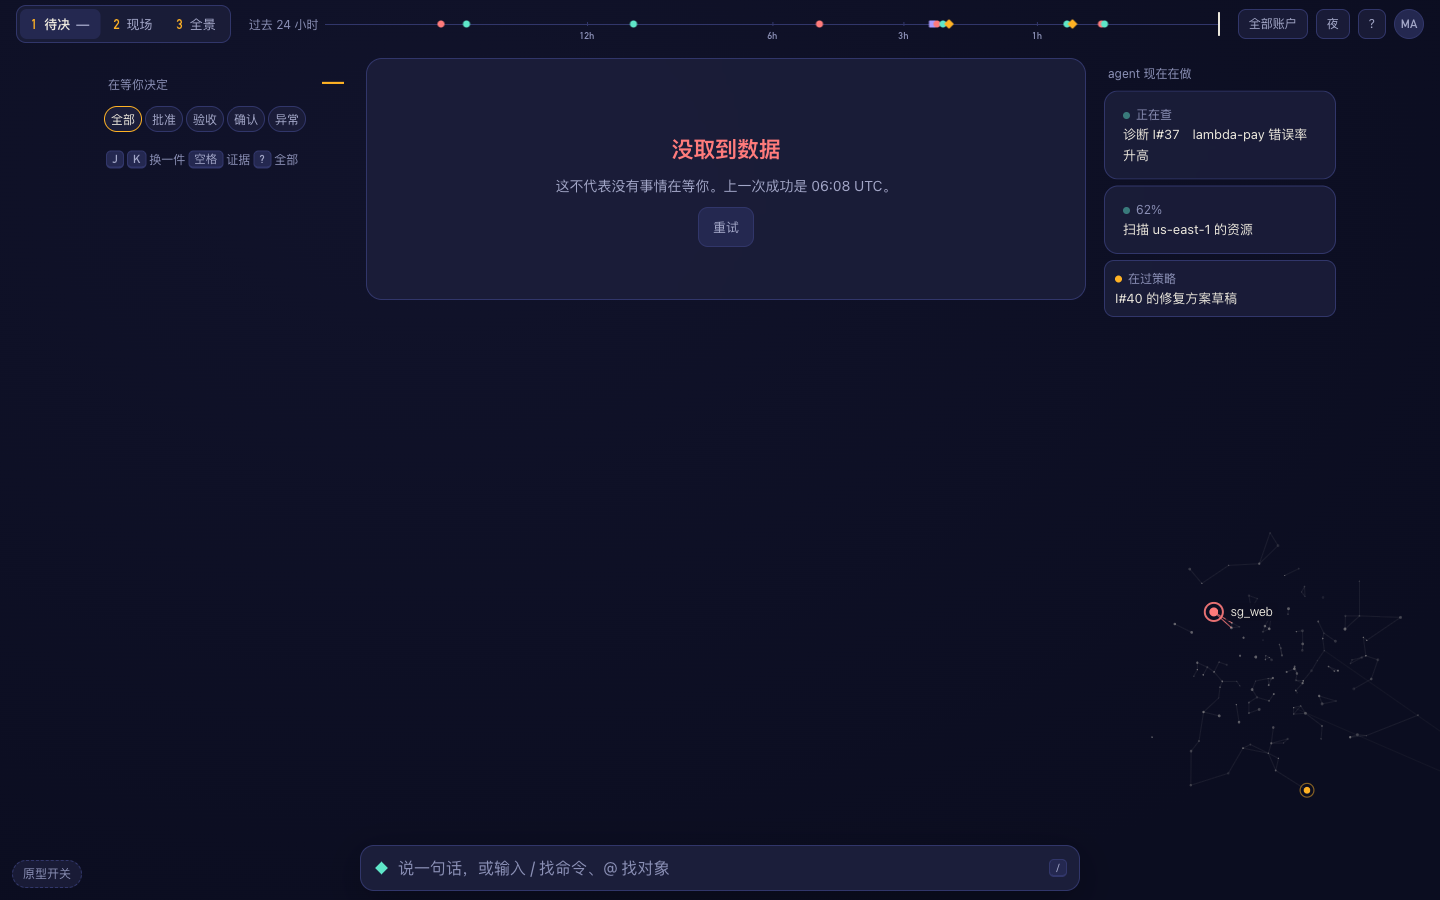 1 待决 — 2 现场 3 全景
过去 24 小时
12h 6h 3h 1h
全部账户 夜 ? MA
在等你决定 —
全部 批准 验收 确认 异常
J K 换一件 空格 证据 ? 全部
没取到数据
这不代表没有事情在等你。上一次成功是 06:08 UTC。
重试
agent 现在在做
正在查
诊断 I#37 lambda-pay 错误率
升高
62%
扫描 us-east-1 的资源
在过策略
I#40 的修复方案草稿
sg_web
原型开关
说一句话，或输入 / 找命令、@ 找对象 /